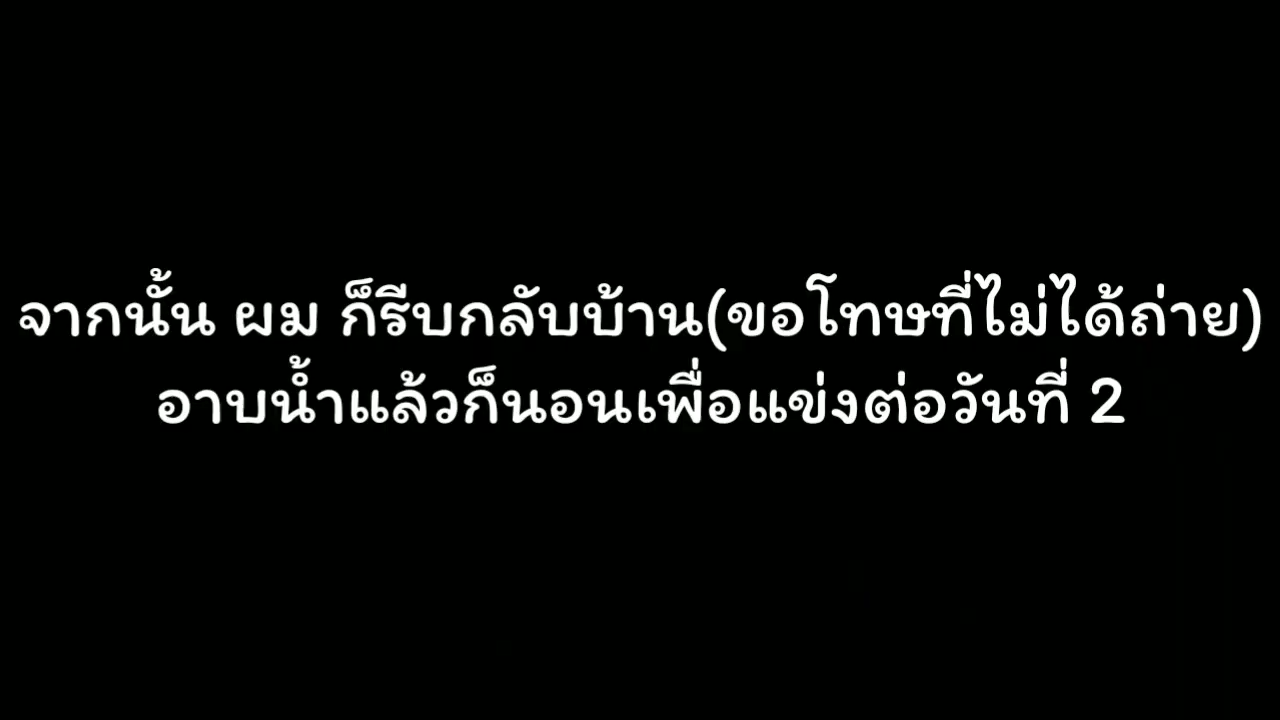 จากนั้น ผม ก็รีบกลับบ้าน(ขอโทษที่ไม่ได้ถ่าย)
อาบน้ำแล้วก็นอนเพื่อแข่งต่อวันที่ 2